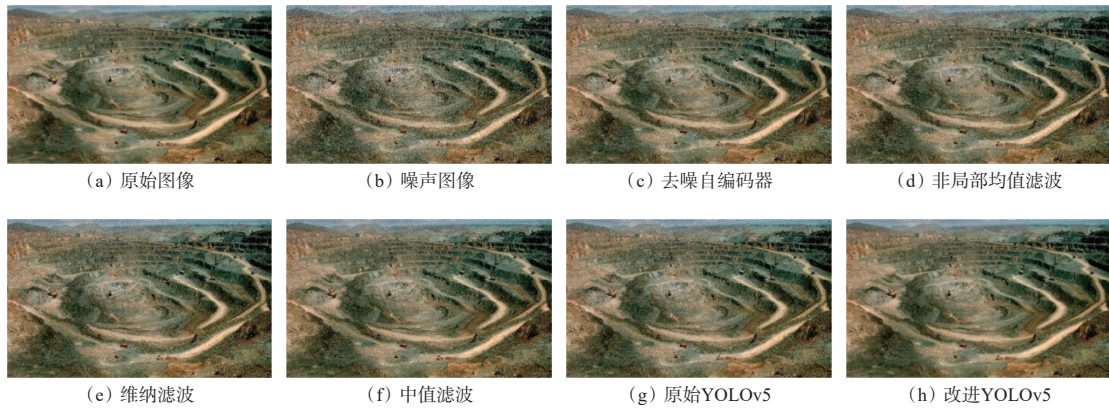 （a）原始图像
（b）噪声图像
（c）去噪自编码器
（d）非局部均值滤波
（e）维纳滤波
（f）中值滤波
（g）原始YOLOv5
（h）改进YOLOv5